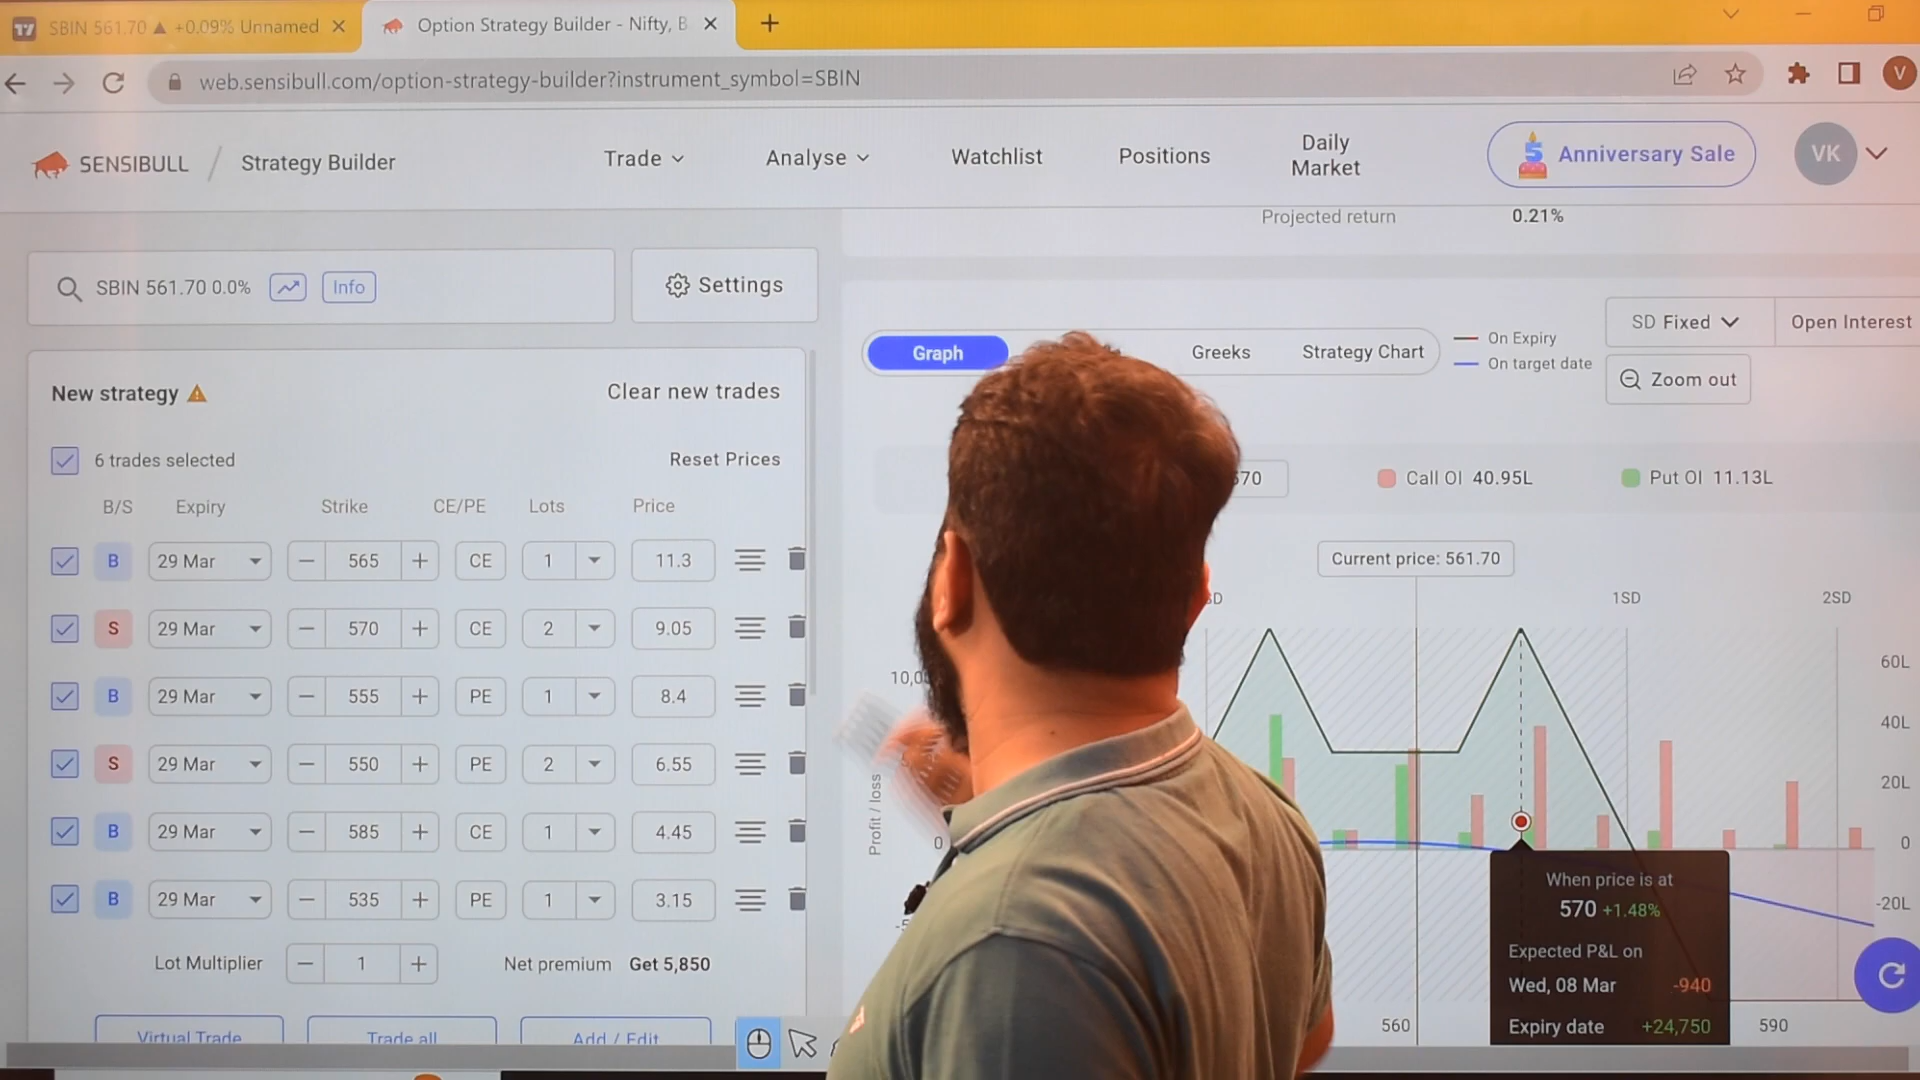 SBIN 561.70 ▲ +0.09% Unnamed
Option Strategy Builder - Nifty, B
web.sensibull.com/option-strategy-builder?instrument_symbol=SBIN
V
SENSIBULL / Strategy Builder
Trade
Analyse
Watchlist
Positions
Daily
Market
5 Anniversary Sale
VK
Projected return 0.21%
SBIN 561.70 0.0% Info
Settings
SD Fixed
Open Interest
Zoom out
Graph
Greeks
Strategy Chart
On Expiry
On target date
New strategy
Clear new trades
6 trades selected
Reset Prices
B/S Expiry Strike CE/PE Lots Price
B 29 Mar − 565 + CE 1 11.3
S 29 Mar − 570 + CE 2 9.05
B 29 Mar − 555 + PE 1 8.4
S 29 Mar − 550 + PE 2 6.55
B 29 Mar − 585 + CE 1 4.45
B 29 Mar − 535 + PE 1 3.15
Lot Multiplier − 1 + Net premium Get 5,850
Virtual Trade
Trade all
Add / Edit
Call OI 40.95L
Put OI 11.13L
Current price: 561.70
1SD
2SD
60L
40L
20L
0
-20L
Profit / loss
0
When price is at
570 +1.48%
Expected P&L on
Wed, 08 Mar -940
Expiry date +24,750
560
590